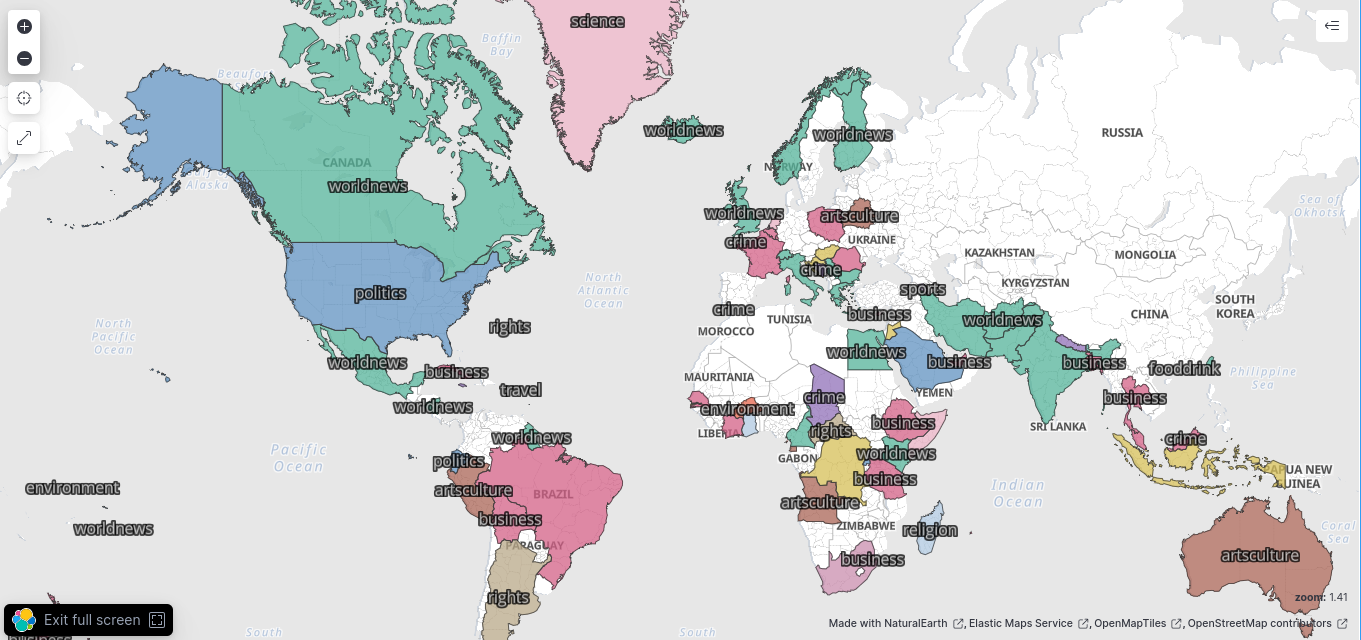 science
Baffin
Bay
Beaufor
worldnews
RUSSIA
worldnews
CANADA
NORWAY
Alaska
worldnews
Sea of
Okhotsk
worldnews
artsculture
crime
UKRAINE
KAZAKHSTAN
MONGOLIA
crime
North
Atlantic
Ocean
KYRGYZSTAN
politics
sports
SOUTH
KOREA
crime
business
CHINA
TUNISIA
worldnews
rights
MOROCCO
North
Pacific
Ocean
worldnews
worldnews
business
business
fooddrink
business
Philippine
Sea
MAURITANIA
travel
YEMEN
crime
business
worldnews
environment
business
SRI LANKA
LIBERIA
rights
worldnews
crime
Pacific
Ocean
politics
GABON
worldnews
PAPUA NEW
GUINEA
business
environment
artsculture
BRAZIL
Indian
Ocean
artsculture
business
worldnews
ZIMBABWE
religion
Coral
Sea
PARAGUAY
business
artsculture
rights
zoom: 1.41
Exit full screen
Made with NaturalEarth , Elastic Maps Service , OpenMapTiles , OpenStreetMap contributors
business
South
South